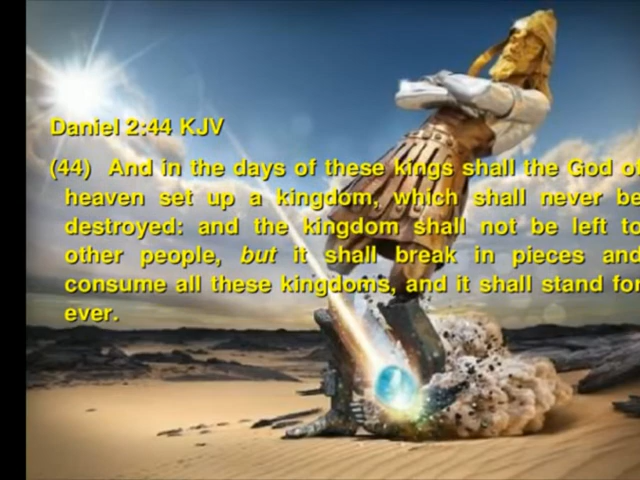 Daniel 2:44 KJV
(44) And in the days of these kings shall the God of
heaven set up a kingdom, which shall never be
destroyed: and the kingdom shall not be left to
other people, but it shall break in pieces and
consume all these kingdoms, and it shall stand for
ever.